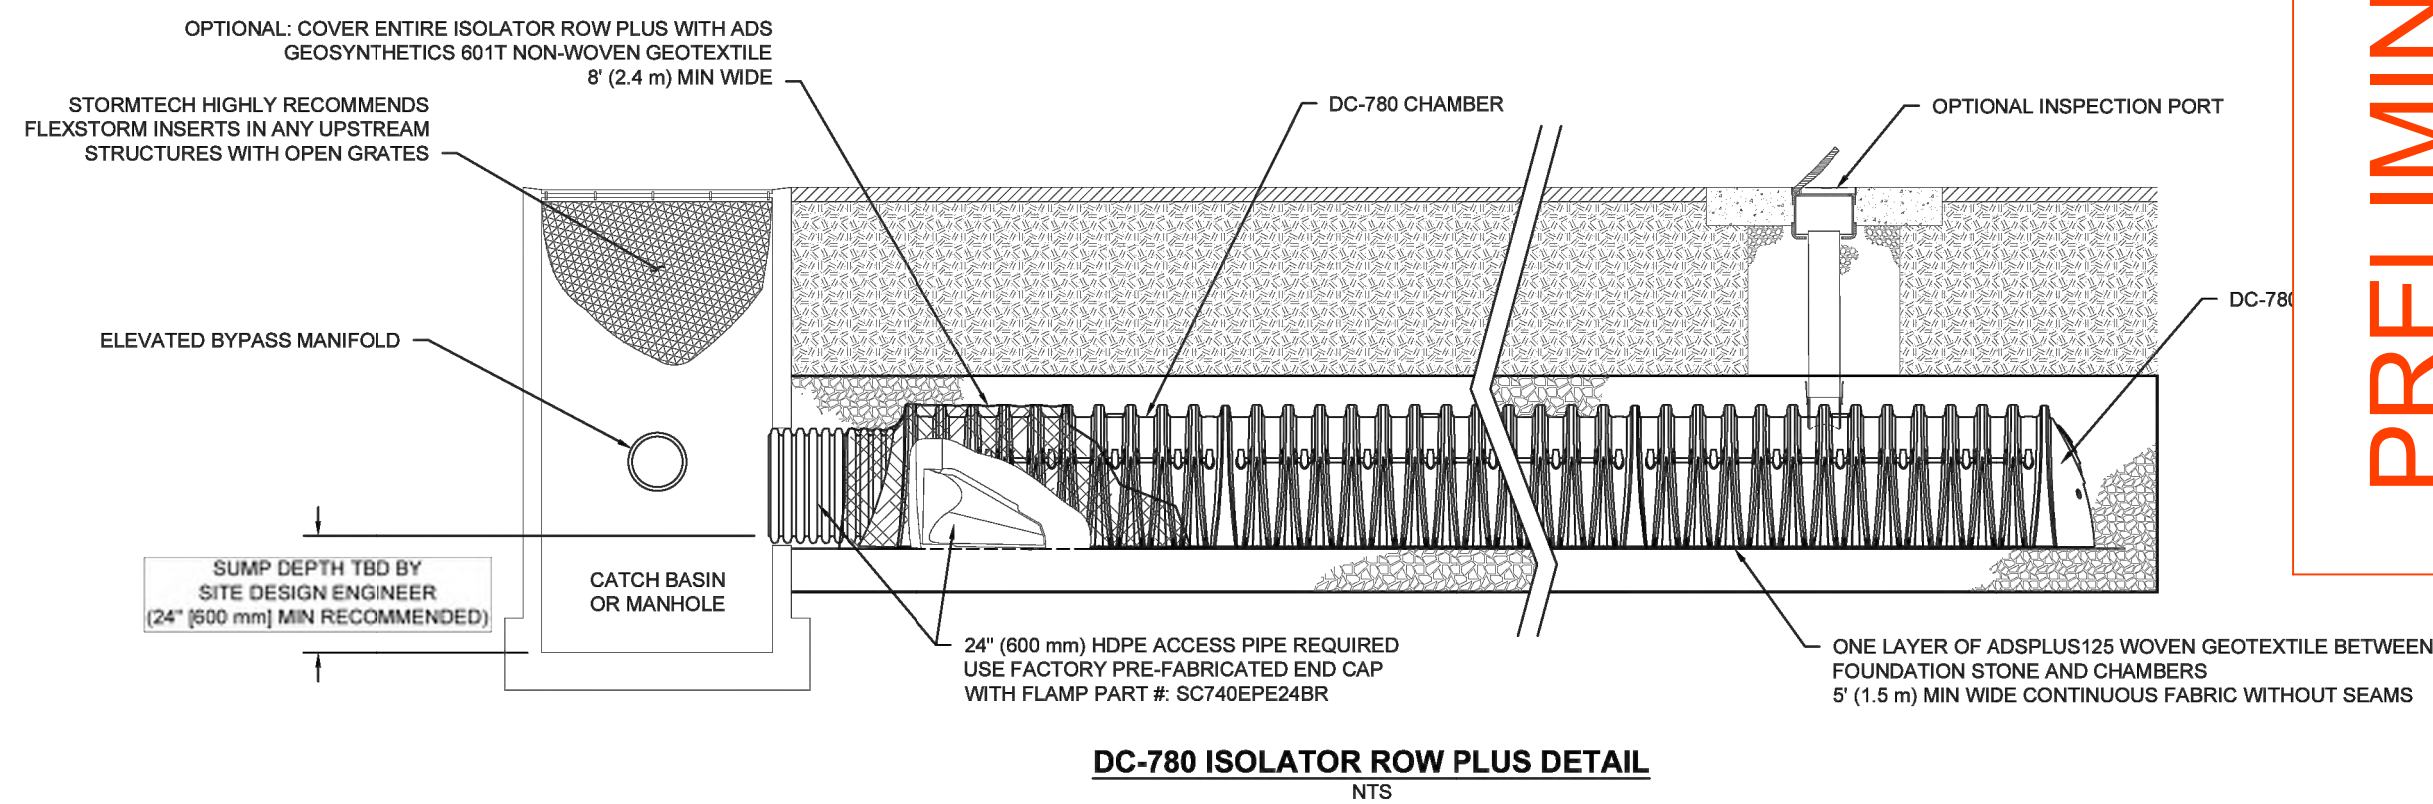 OPTIONAL: COVER ENTIRE ISOLATOR ROW PLUS WITH ADS
GEOSYNTHETICS 601T NON-WOVEN GEOTEXTILE
8' (2.4 m) MIN WIDE
STORMTECH HIGHLY RECOMMENDS
FLEXSTORM INSERTS IN ANY UPSTREAM
STRUCTURES WITH OPEN GRATES
DC-780 CHAMBER
OPTIONAL INSPECTION PORT
DC-780
ELEVATED BYPASS MANIFOLD
SUMP DEPTH TBD BY
SITE DESIGN ENGINEER
(24" [600 mm] MIN RECOMMENDED)
CATCH BASIN
OR MANHOLE
24" (600 mm) HDPE ACCESS PIPE REQUIRED
USE FACTORY PRE-FABRICATED END CAP
WITH FLAMP PART #: SC740EPE24BR
ONE LAYER OF ADSPLUS125 WOVEN GEOTEXTILE BETWEEN
FOUNDATION STONE AND CHAMBERS
5' (1.5 m) MIN WIDE CONTINUOUS FABRIC WITHOUT SEAMS
DC-780 ISOLATOR ROW PLUS DETAIL
NTS